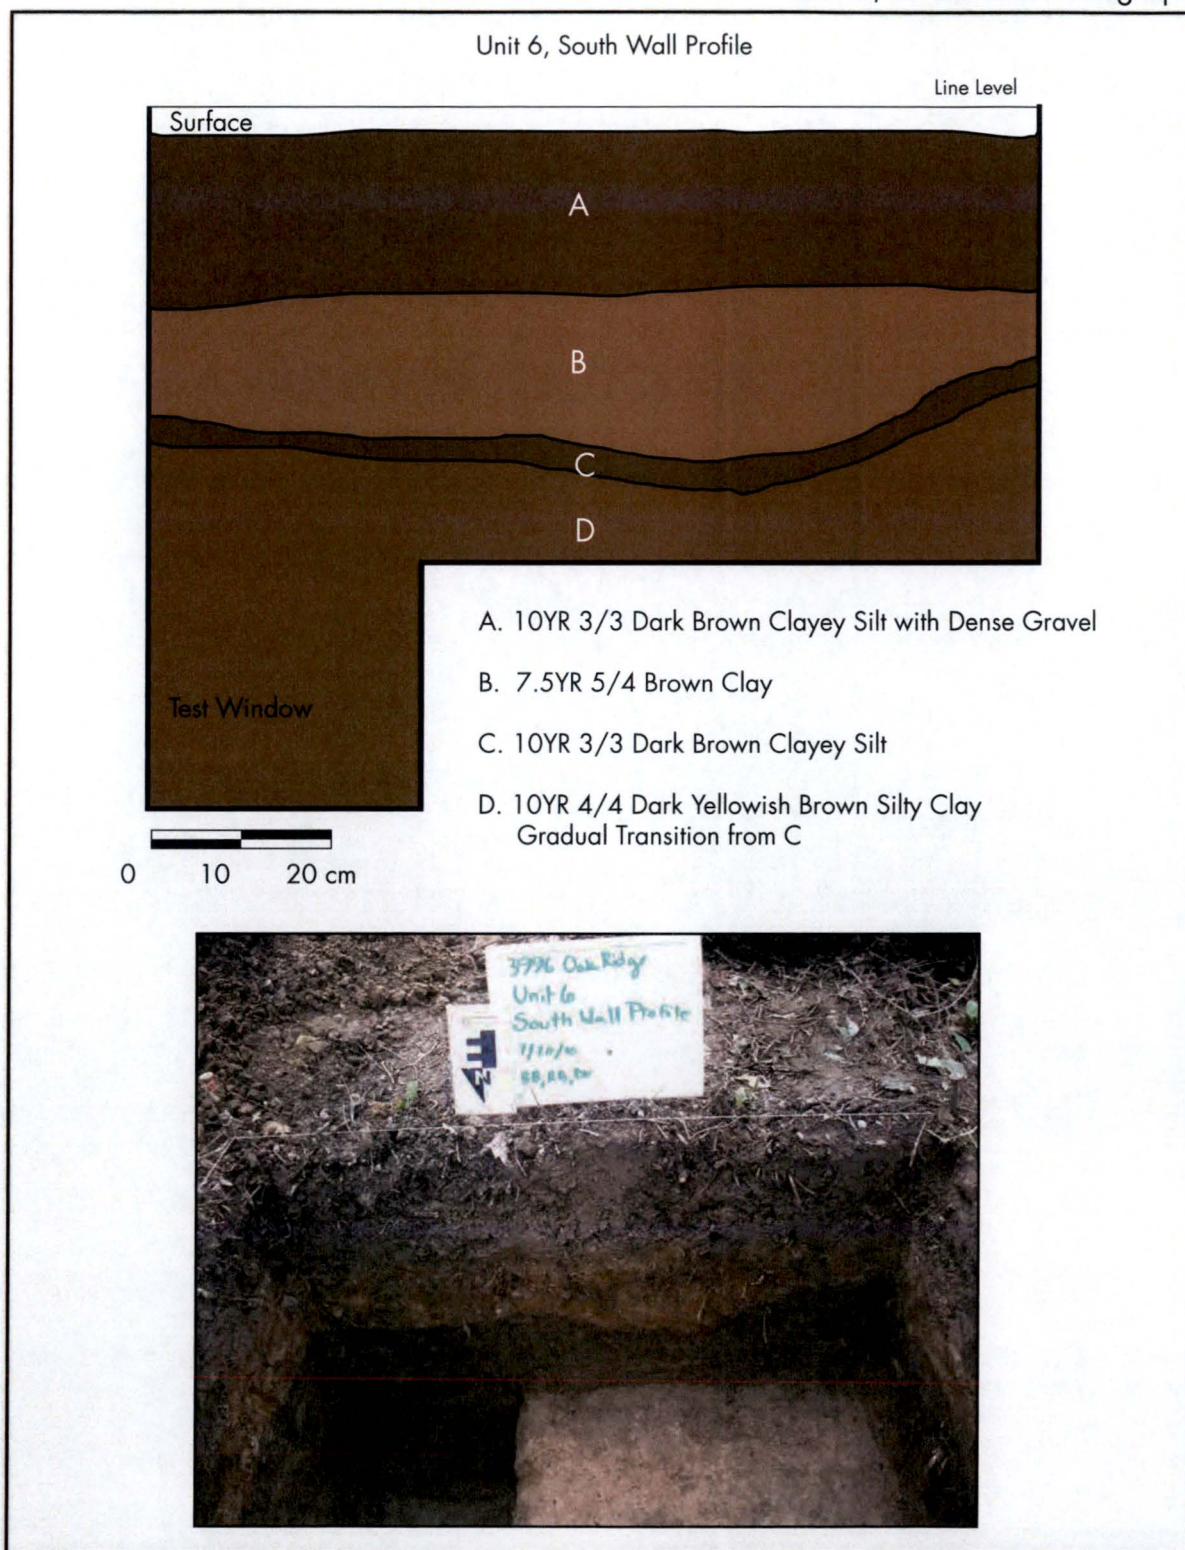 Unit 6, South Wall Profile
Line Level
Surface
A
B
C
D
A. 10YR 3/3 Dark Brown Clayey Silt with Dense Gravel
B. 7.5YR 5/4 Brown Clay
C. 10YR 3/3 Dark Brown Clayey Silt
D. 10YR 4/4 Dark Yellowish Brown Silty Clay
Gradual Transition from C
Test Window
0 10 20 cm
3996 Oak Ridge
Unit 6
South Wall Profile
N